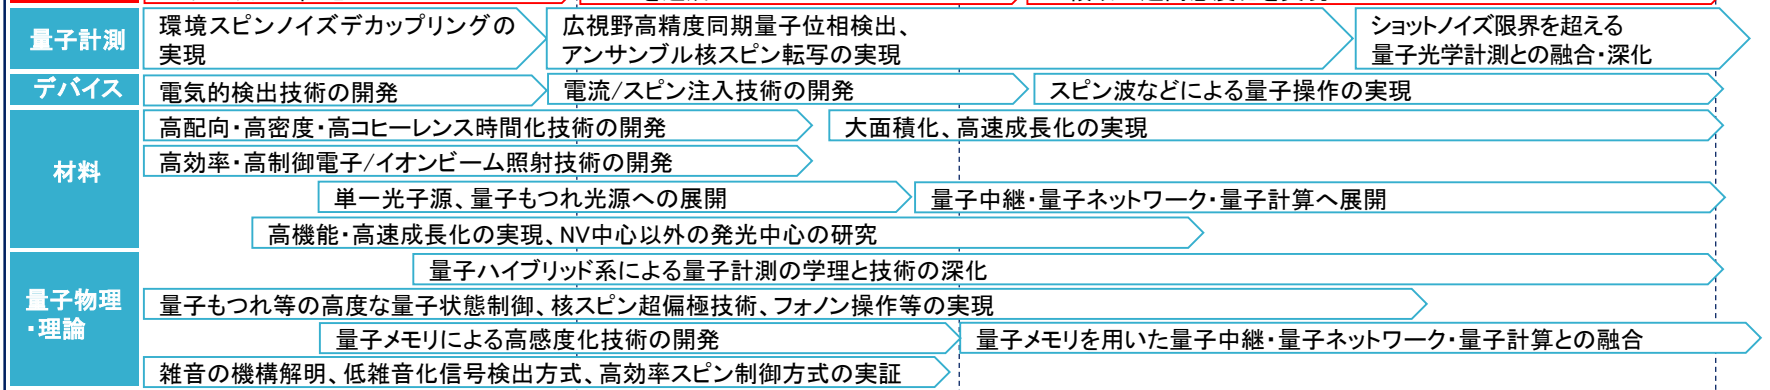 量子計測
環境スピンノイズデカップリングの
実現
広視野高精度同期量子位相検出、
アンサンブル核スピン転写の実現
ショットノイズ限界を超える
量子光学計測との融合・深化
デバイス
電気的検出技術の開発
電流/スピン注入技術の開発
スピン波などによる量子操作の実現
材料
高配向・高密度・高コヒーレンス時間化技術の開発
大面積化、高速成長化の実現
高効率・高制御電子/イオンビーム照射技術の開発
単一光子源、量子もつれ光源への展開
量子中継・量子ネットワーク・量子計算へ展開
高機能・高速成長化の実現、NV中心以外の発光中心の研究
量子物理
・理論
量子ハイブリッド系による量子計測の学理と技術の深化
量子もつれ等の高度な量子状態制御、核スピン超偏極技術、フォノン操作等の実現
量子メモリによる高感度化技術の開発
量子メモリを用いた量子中継・量子ネットワーク・量子計算との融合
雑音の機構解明、低雑音化信号検出方式、高効率スピン制御方式の実証